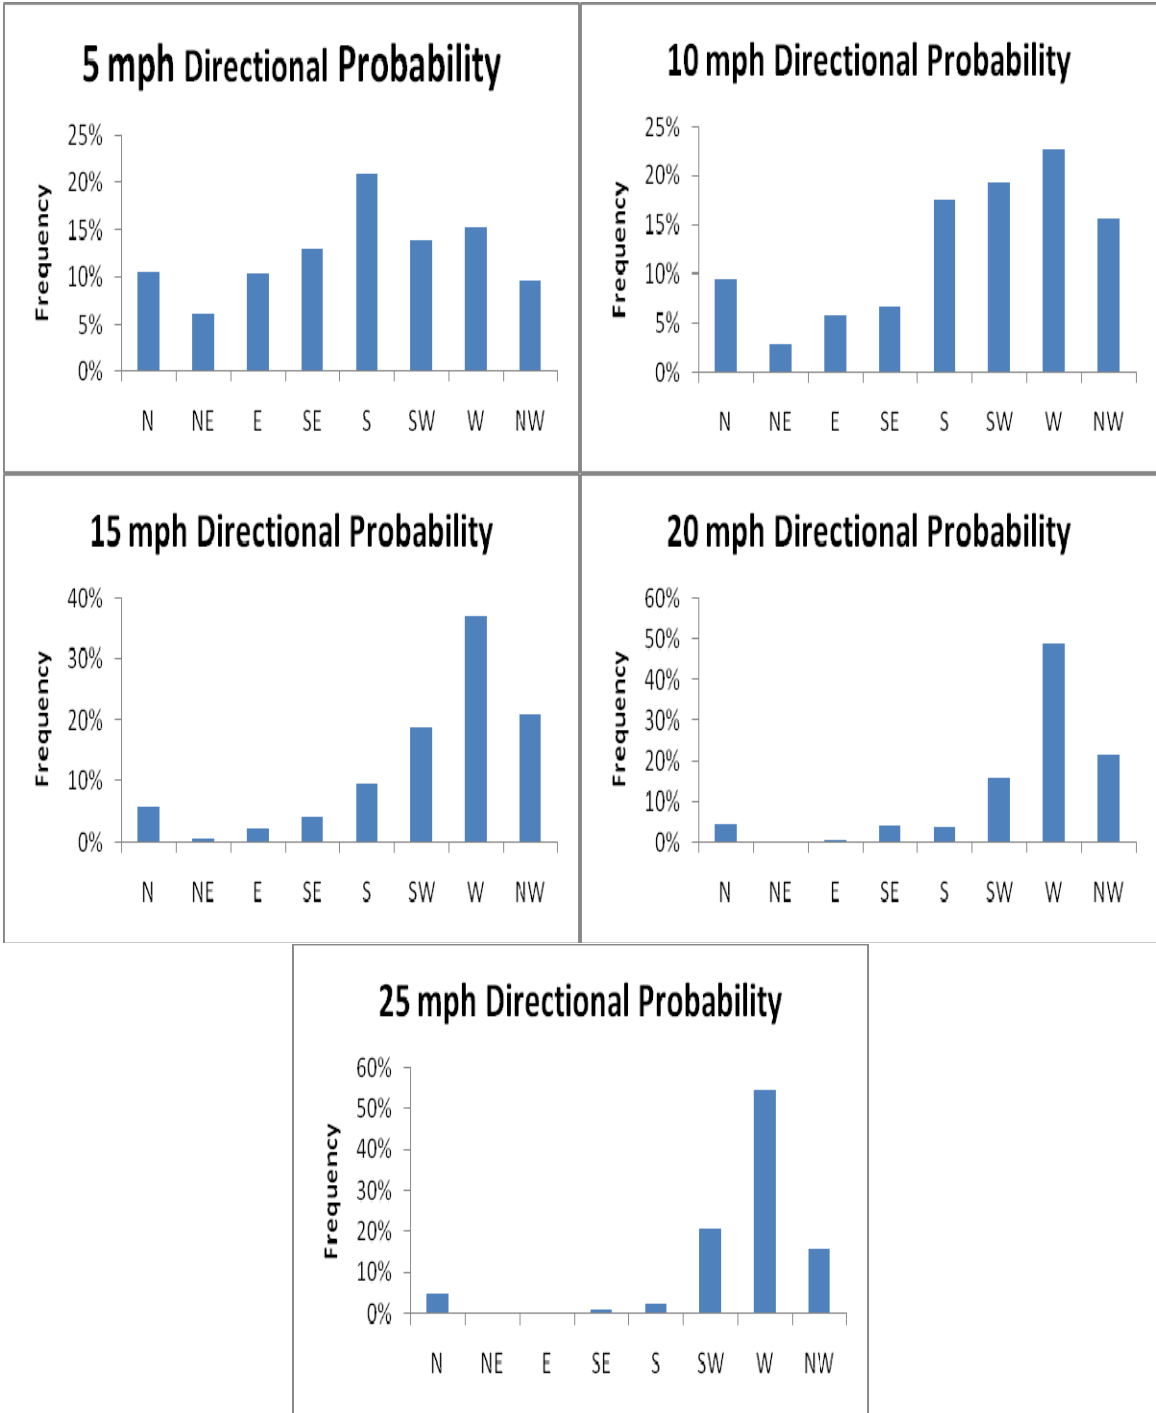 5 mph Directional Probability
25%
20%
15%
10%
5%
0%
Frequency
N NE E SE S SW W NW
10 mph Directional Probability
25%
20%
15%
10%
5%
0%
Frequency
N NE E SE S SW W NW
15 mph Directional Probability
40%
30%
20%
10%
0%
Frequency
N NE E SE S SW W NW
20 mph Directional Probability
60%
50%
40%
30%
20%
10%
0%
Frequency
N NE E SE S SW W NW
25 mph Directional Probability
60%
50%
40%
30%
20%
10%
0%
Frequency
N NE E SE S SW W NW